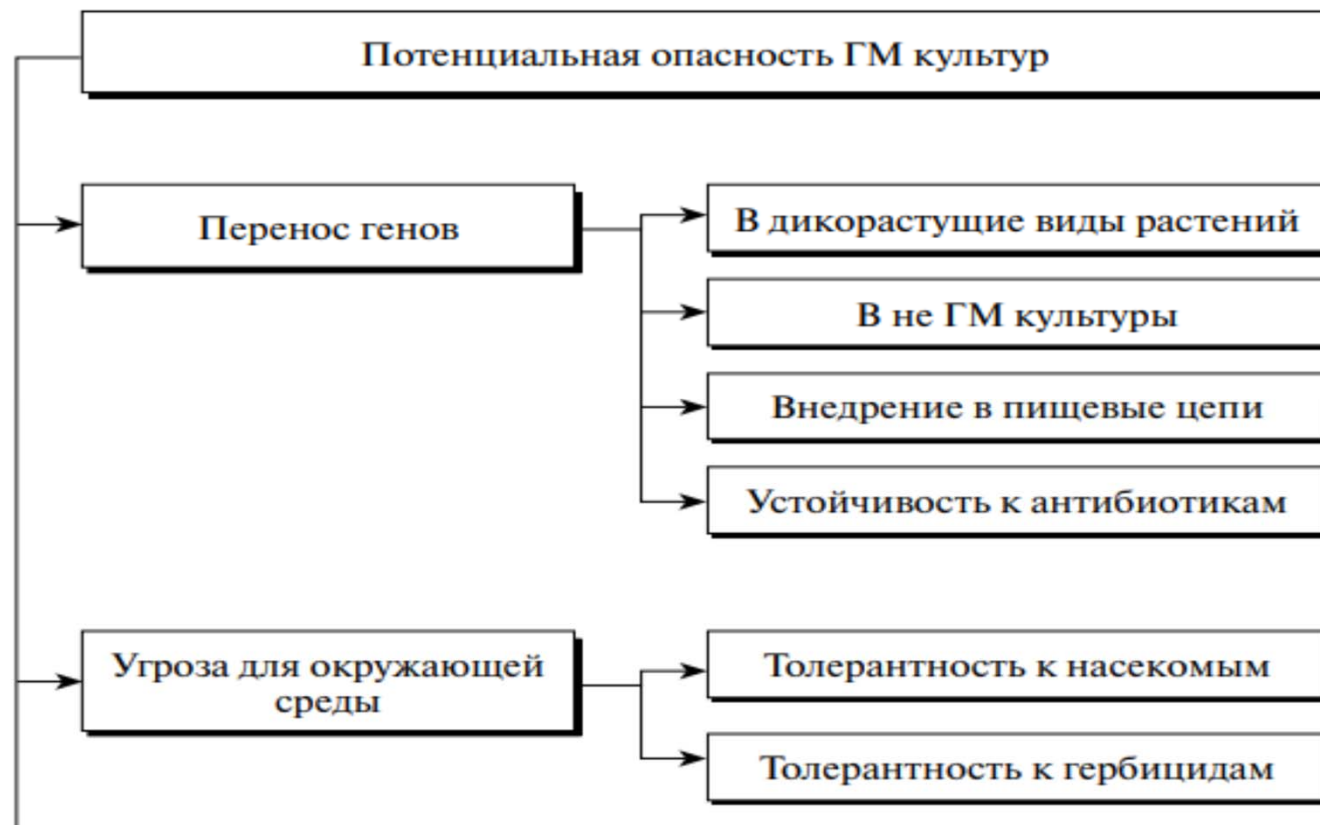 Потенциальная опасность ГМ культур
Перенос генов
В дикорастущие виды растений
В не ГМ культуры
Внедрение в пищевые цепи
Устойчивость к антибиотикам
Угроза для окружающей
среды
Толерантность к насекомым
Толерантность к гербицидам